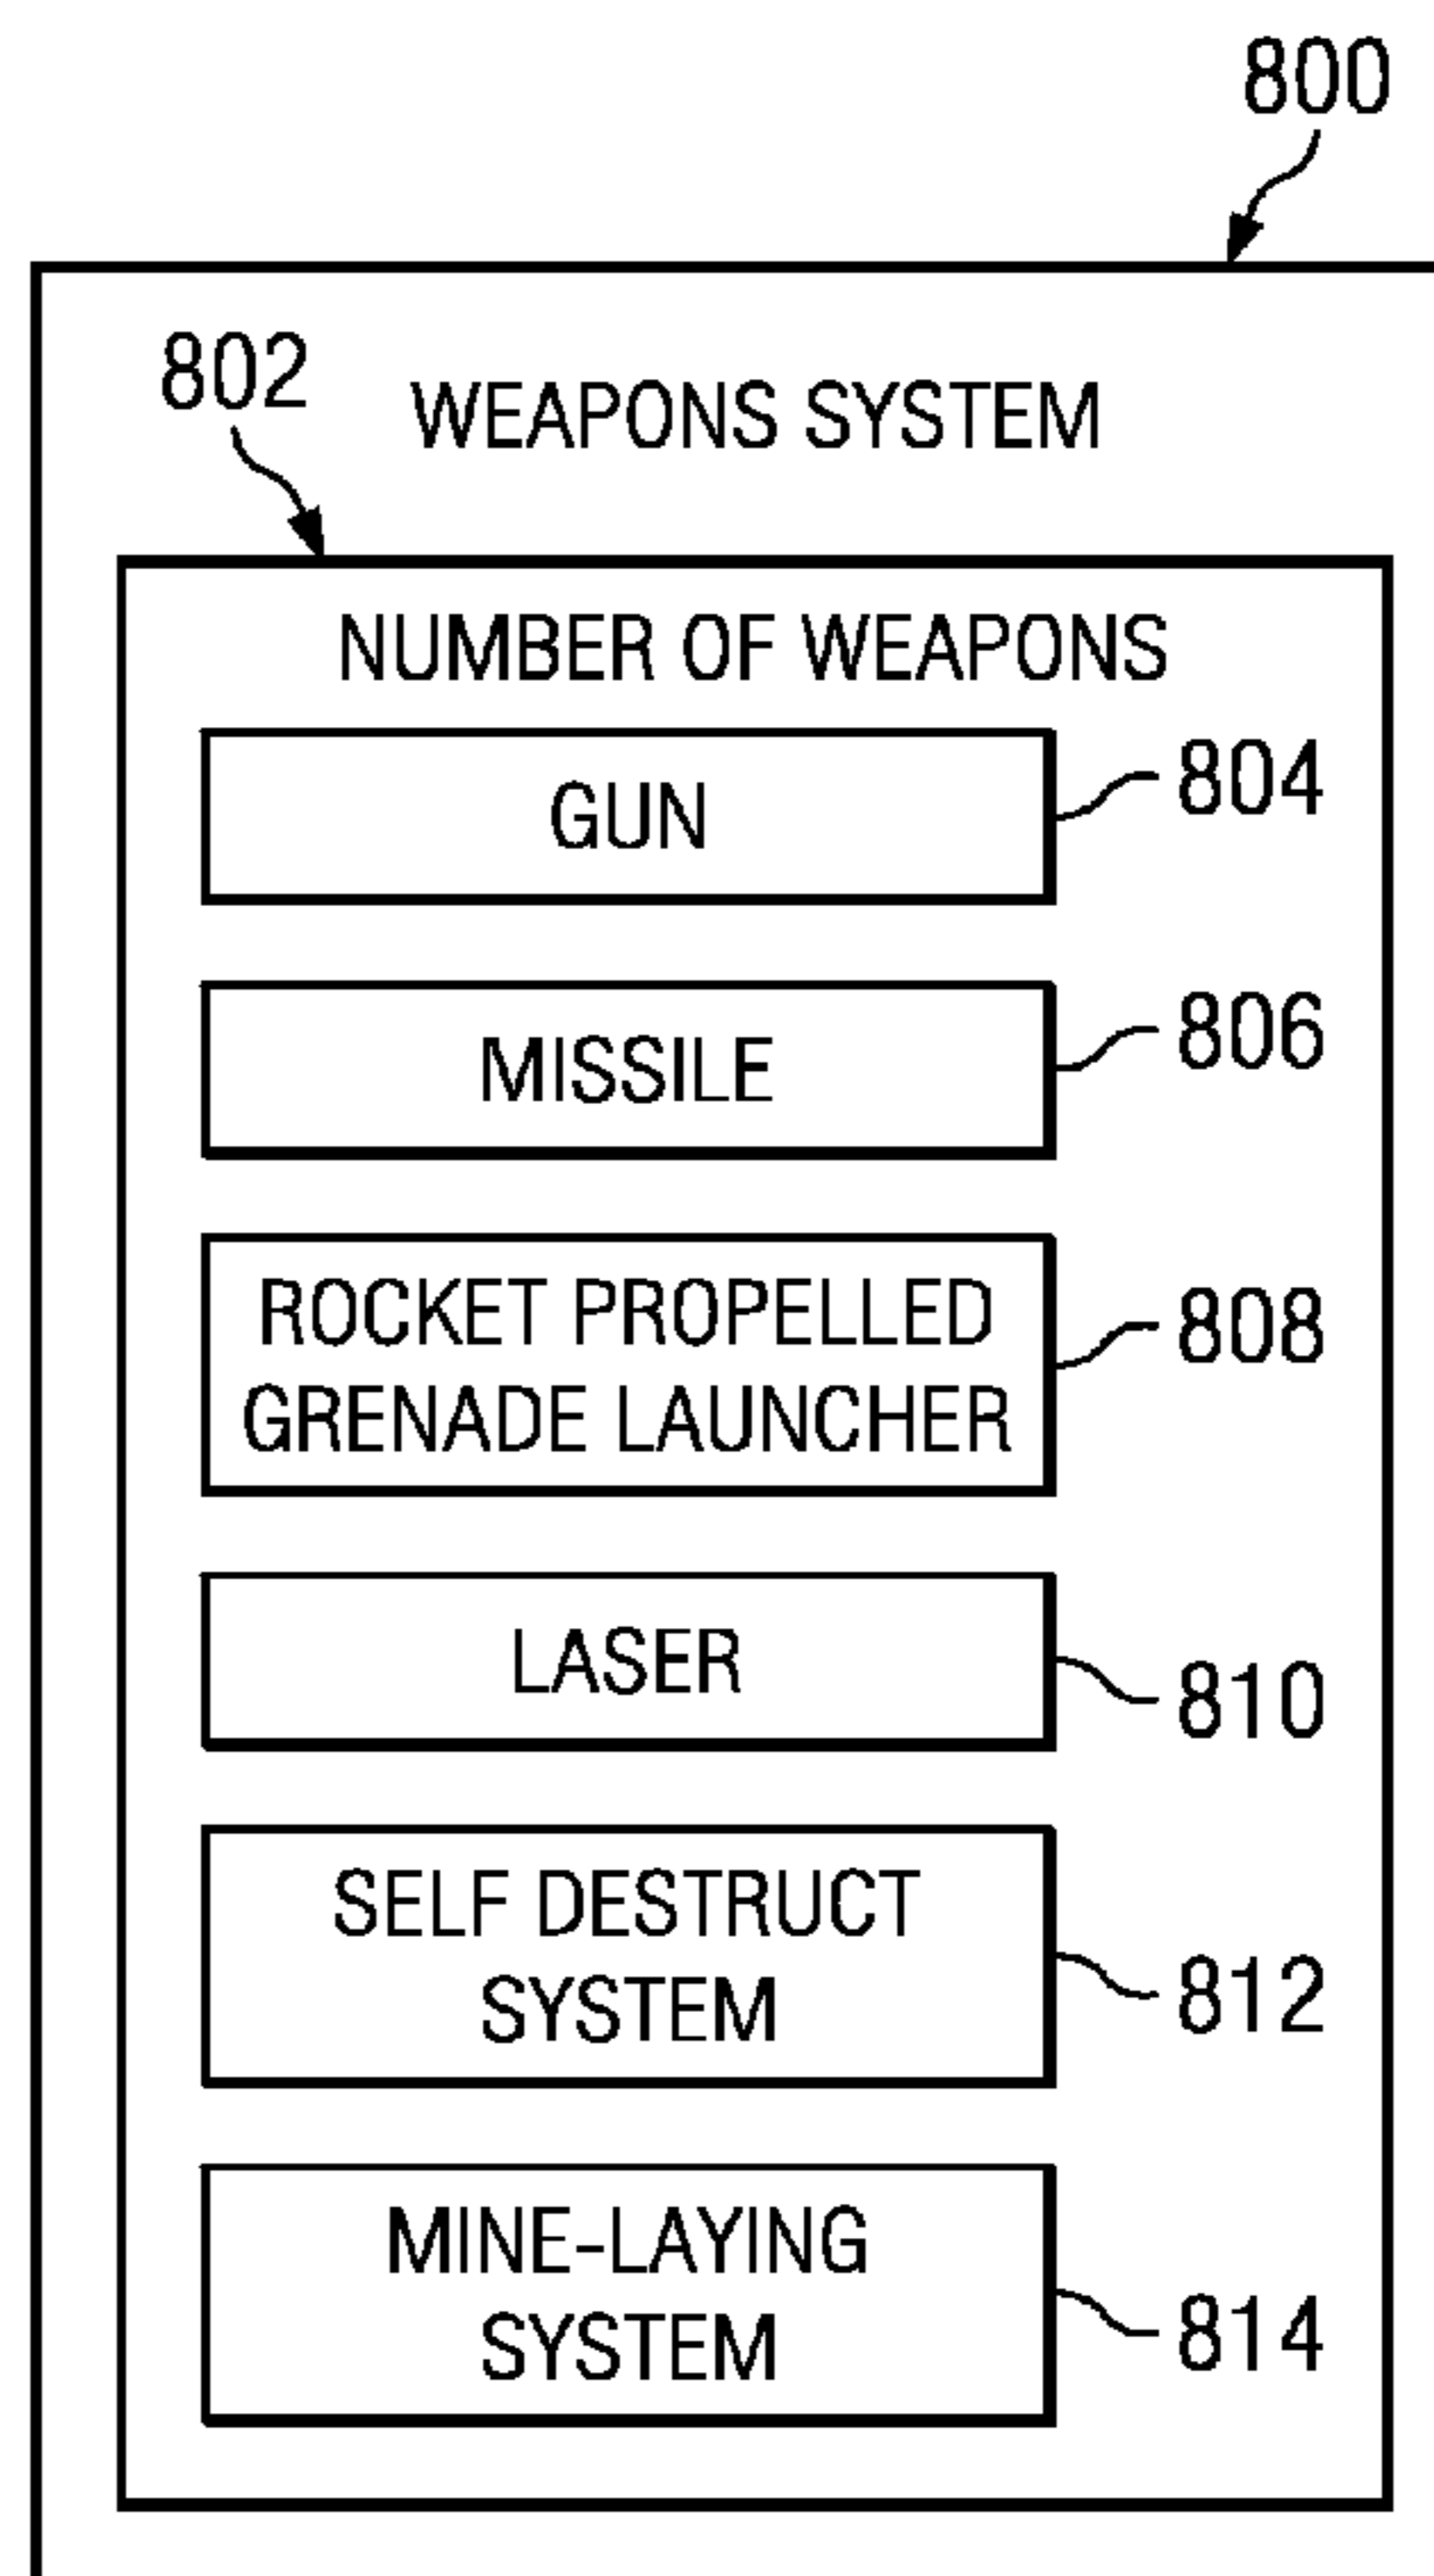 800
802
WEAPONS SYSTEM
NUMBER OF WEAPONS
GUN
804
MISSILE
806
ROCKET PROPELLED
GRENADE LAUNCHER
808
LASER
810
SELF DESTRUCT
SYSTEM
812
MINE-LAYING
SYSTEM
814